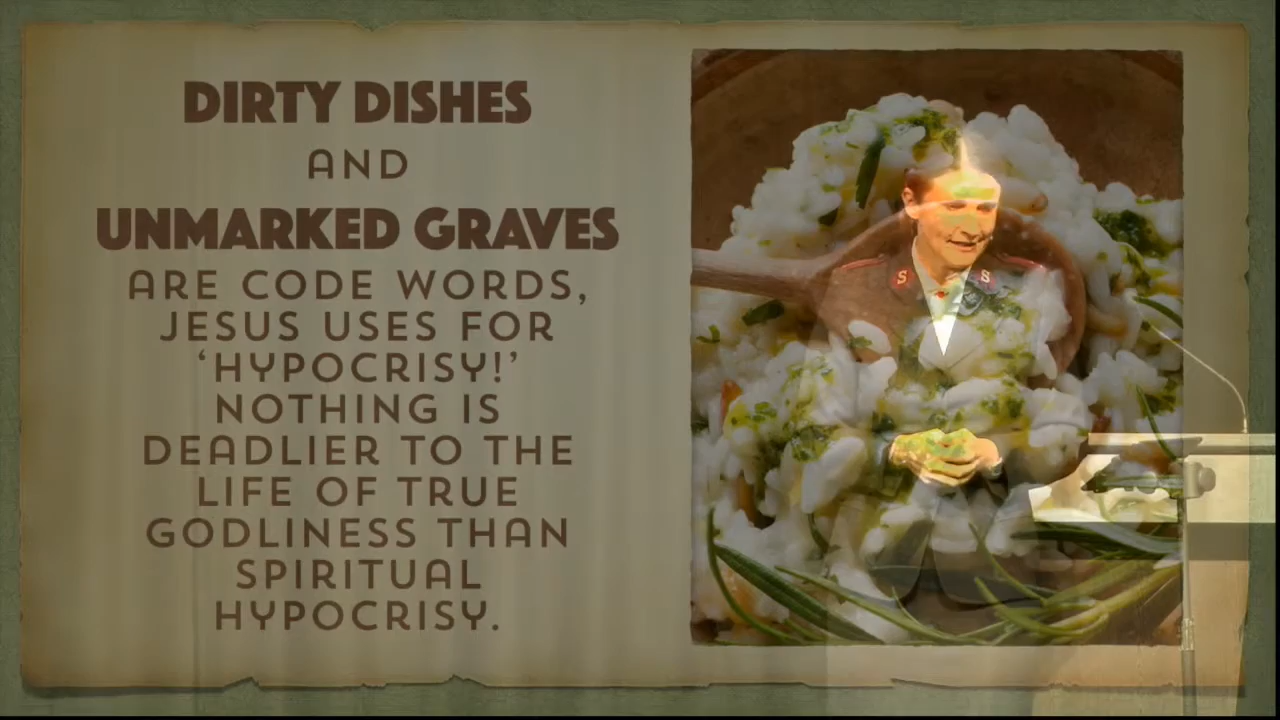 DIRTY DISHES
AND
UNMARKED GRAVES
ARE CODE WORDS,
JESUS USES FOR
‘HYPOCRISY!’
NOTHING IS
DEADLIER TO THE
LIFE OF TRUE
GODLINESS THAN
SPIRITUAL
HYPOCRISY.
S S